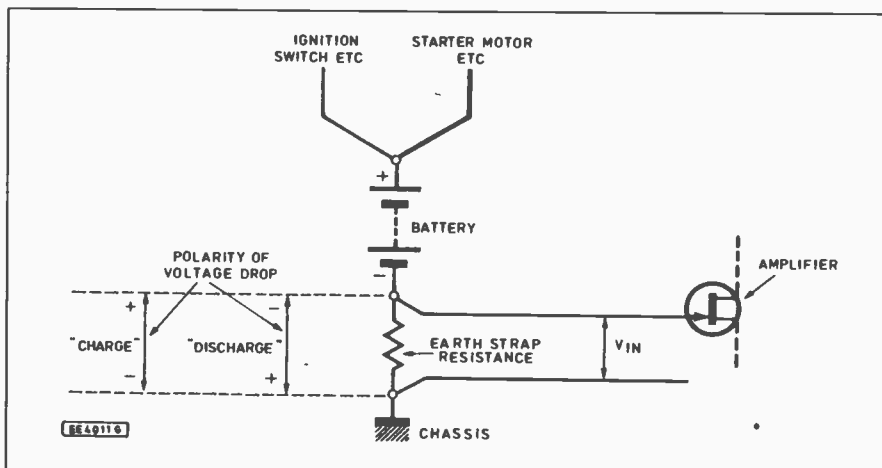 IGNITION
SWITCH ETC
STARTER MOTOR
ETC
+
BATTERY
-
POLARITY OF
VOLTAGE DROP
AMPLIFIER
+
-
"CHARGE"
"DISCHARGE"
EARTH STRAP
RESISTANCE
VIN
-
+
CHASSIS